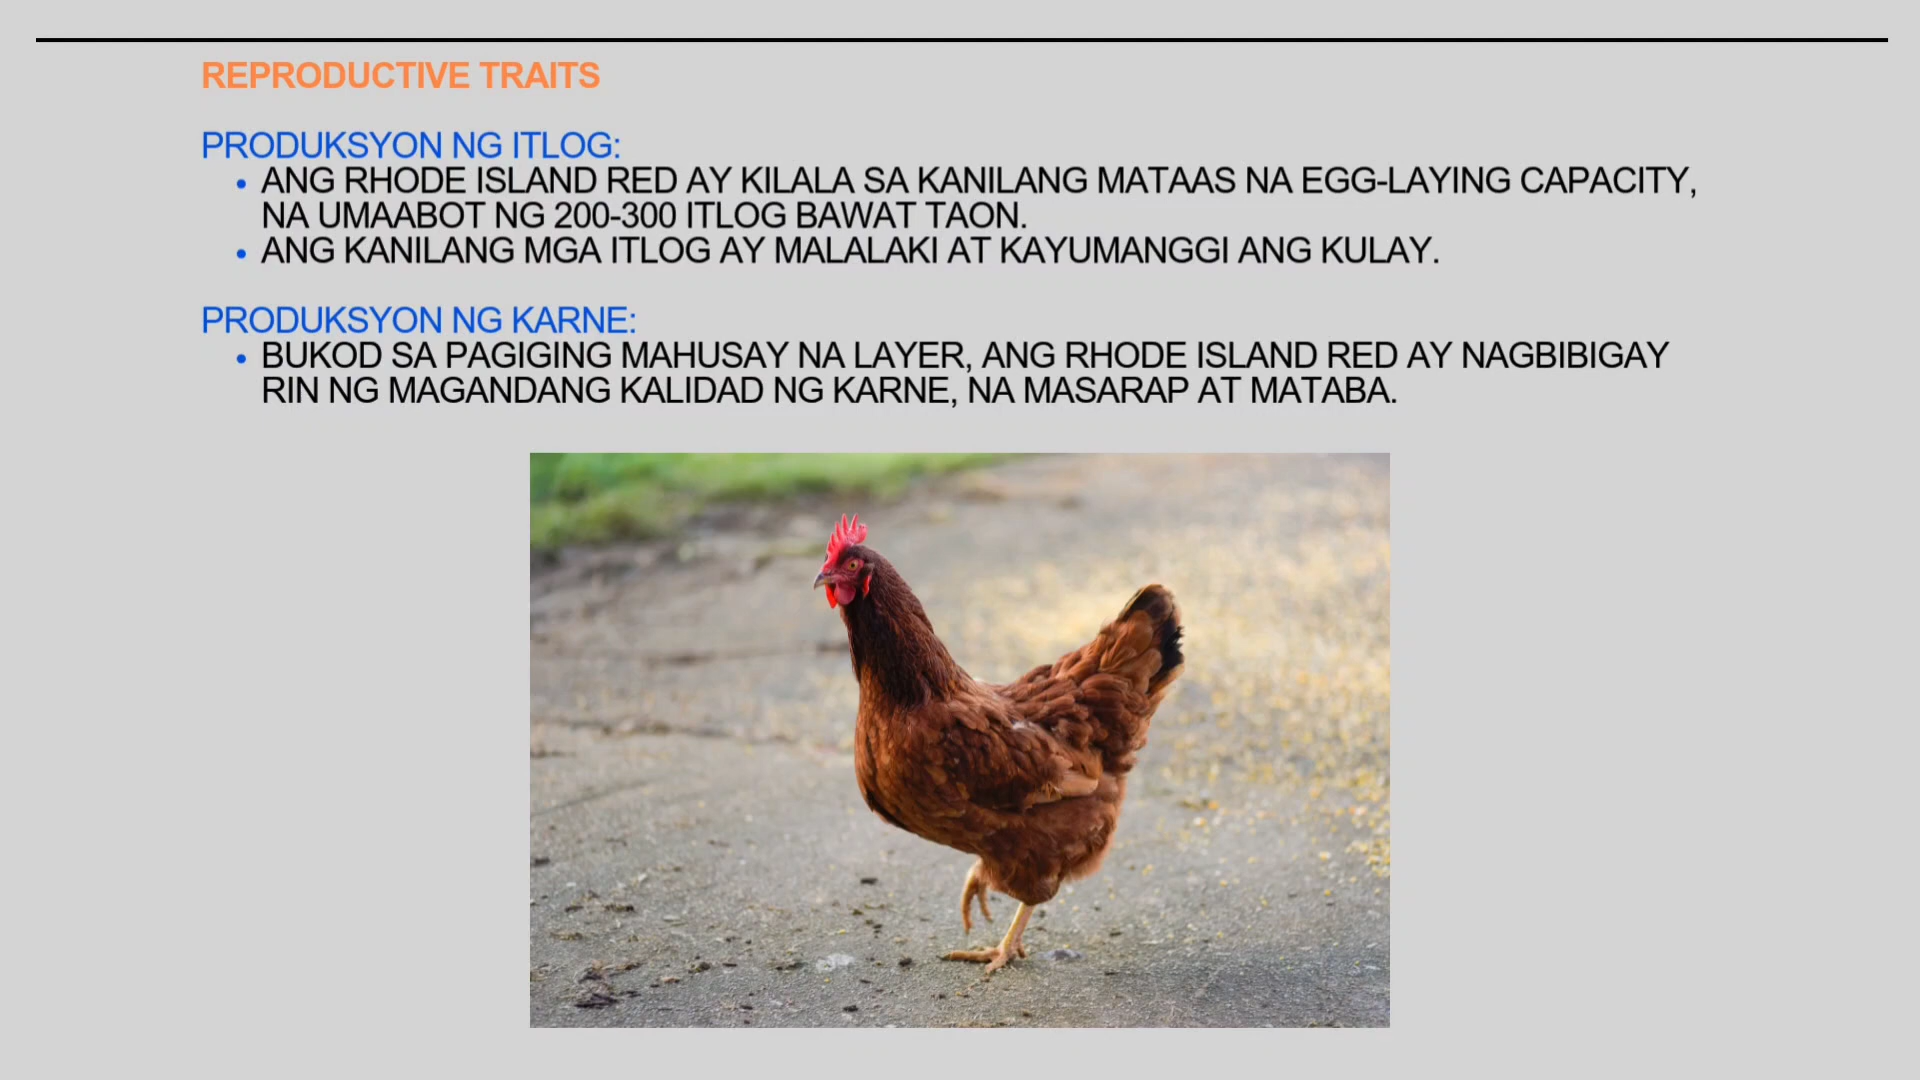 REPRODUCTIVE TRAITS
PRODUKSYON NG ITLOG:
• ANG RHODE ISLAND RED AY KILALA SA KANILANG MATAAS NA EGG-LAYING CAPACITY,
NA UMAABOT NG 200-300 ITLOG BAWAT TAON.
• ANG KANILANG MGA ITLOG AY MALALAKI AT KAYUMANGGI ANG KULAY.
PRODUKSYON NG KARNE:
• BUKOD SA PAGIGING MAHUSAY NA LAYER, ANG RHODE ISLAND RED AY NAGBIBIGAY
RIN NG MAGANDANG KALIDAD NG KARNE, NA MASARAP AT MATABA.